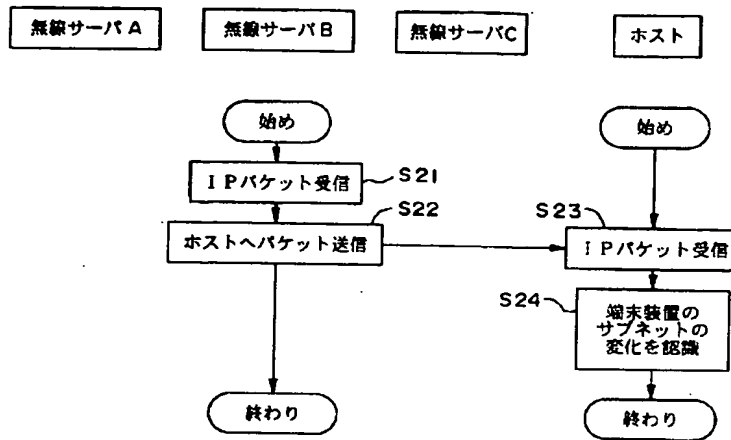 無線サーバA
無線サーバB
無線サーバC
ホスト
始め
始め
IPパケット受信
S21
S22
ホストへパケット送信
S23
IPパケット受信
S24
端末装置の
サブネットの
変化を認識
終わり
終わり